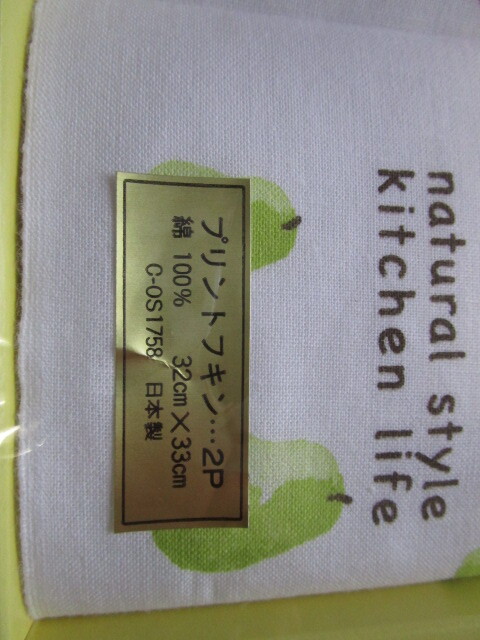 natural style
kitchen life
プリントフキン…2P
綿 100% 32cm×33cm
C-OS1758 日本製